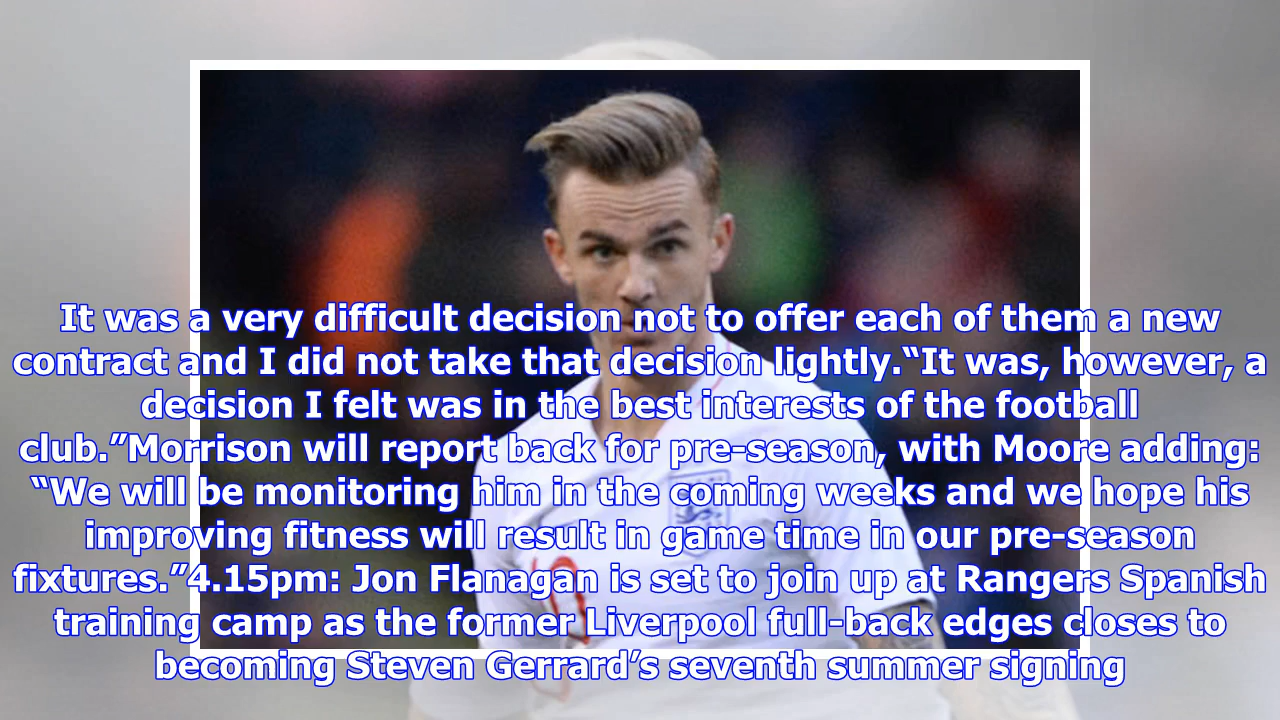 It was a very difficult decision not to offer each of them a new
contract and I did not take that decision lightly.“It was, however, a
decision I felt was in the best interests of the football
club.”Morrison will report back for pre-season, with Moore adding:
“We will be monitoring him in the coming weeks and we hope his
improving fitness will result in game time in our pre-season
fixtures.”4.15pm: Jon Flanagan is set to join up at Rangers Spanish
training camp as the former Liverpool full-back edges closes to
becoming Steven Gerrard’s seventh summer signing